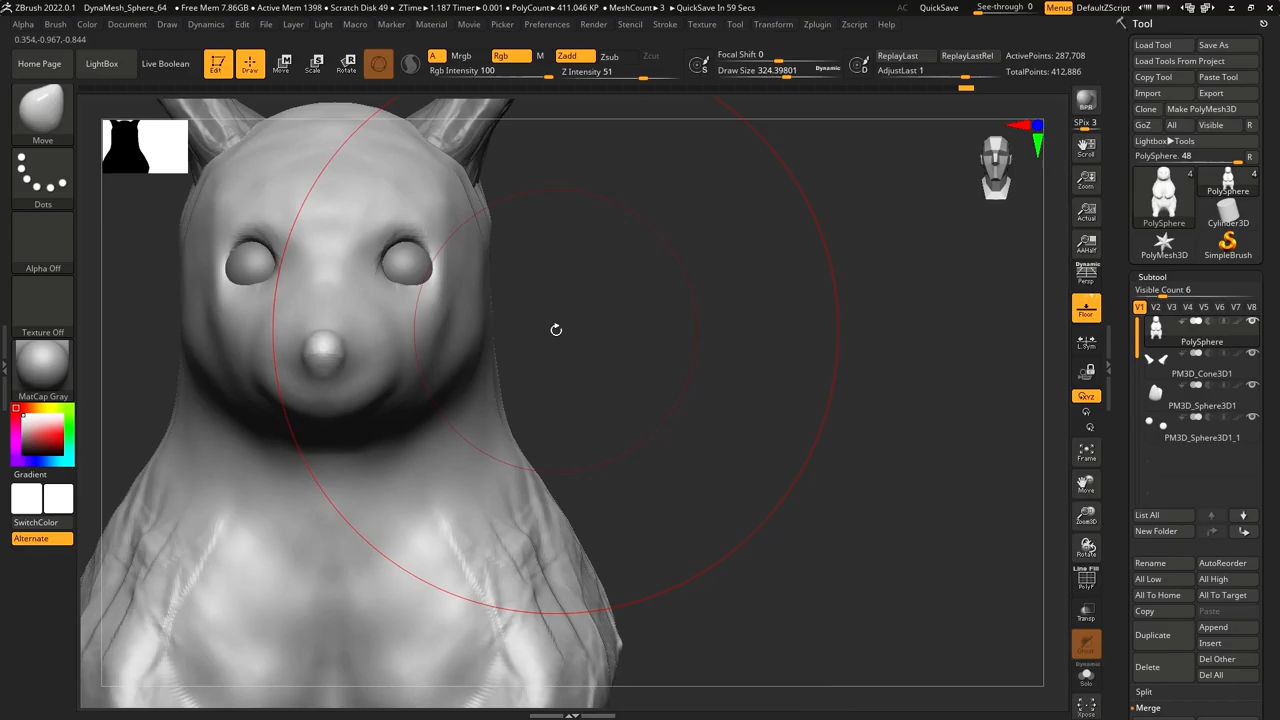 ZBrush 2022.0.1 DynaMesh_Sphere_64 • Free Mem 7.86GB • Active Mem 1398 • Scratch Disk 49 • ZTime▶1.187 Timer▶0.001 • PolyCount▶411.046 KP • MeshCount▶3 • QuickSave In 59 Secs AC QuickSave See-through 0 Menus DefaultZScript
Alpha Brush Color Document Draw Dynamics Edit File Layer Light Macro Marker Material Movie Picker Preferences Render Stencil Stroke Texture Tool Transform Zplugin Zscript Help
0.354,-0.967,-0.844
Home Page LightBox Live Boolean Edit Draw Move Scale Rotate
A Mrgb Rgb M Zadd Zsub Zcut
Rgb Intensity 100 Z Intensity 51
Focal Shift 0
Draw Size 324.39801 Dynamic
S D
ReplayLast ReplayLastRel
AdjustLast 1
ActivePoints: 287,708
TotalPoints: 412,886
Move
Dots
Alpha Off
Texture Off
MatCap Gray
Gradient
SwitchColor
Alternate
BPR
SPix 3
Scroll
Zoom
Actual
AAHalf
Dynamic
Persp
Floor
L.Sym
XYZ
Frame
Move
Zoom3D
Rotate
Line Fill
PolyF
Transp
Ghost
Dynamic
Solo
Xpose
Tool
Load Tool Save As
Load Tools From Project
Copy Tool Paste Tool
Import Export
Clone Make PolyMesh3D
GoZ All Visible R
Lightbox▶Tools
PolySphere. 48 R
4 4
PolySphere PolySphere
Cylinder3D
PolyMesh3D SimpleBrush
Subtool
Visible Count 6
V1 V2 V3 V4 V5 V6 V7 V8
PolySphere
PM3D_Cone3D1
PM3D_Sphere3D1
PM3D_Sphere3D1_1
List All
New Folder
Rename AutoReorder
All Low All High
All To Home All To Target
Copy Paste
Duplicate Append
Insert
Delete Del Other
Del All
Split
Merge